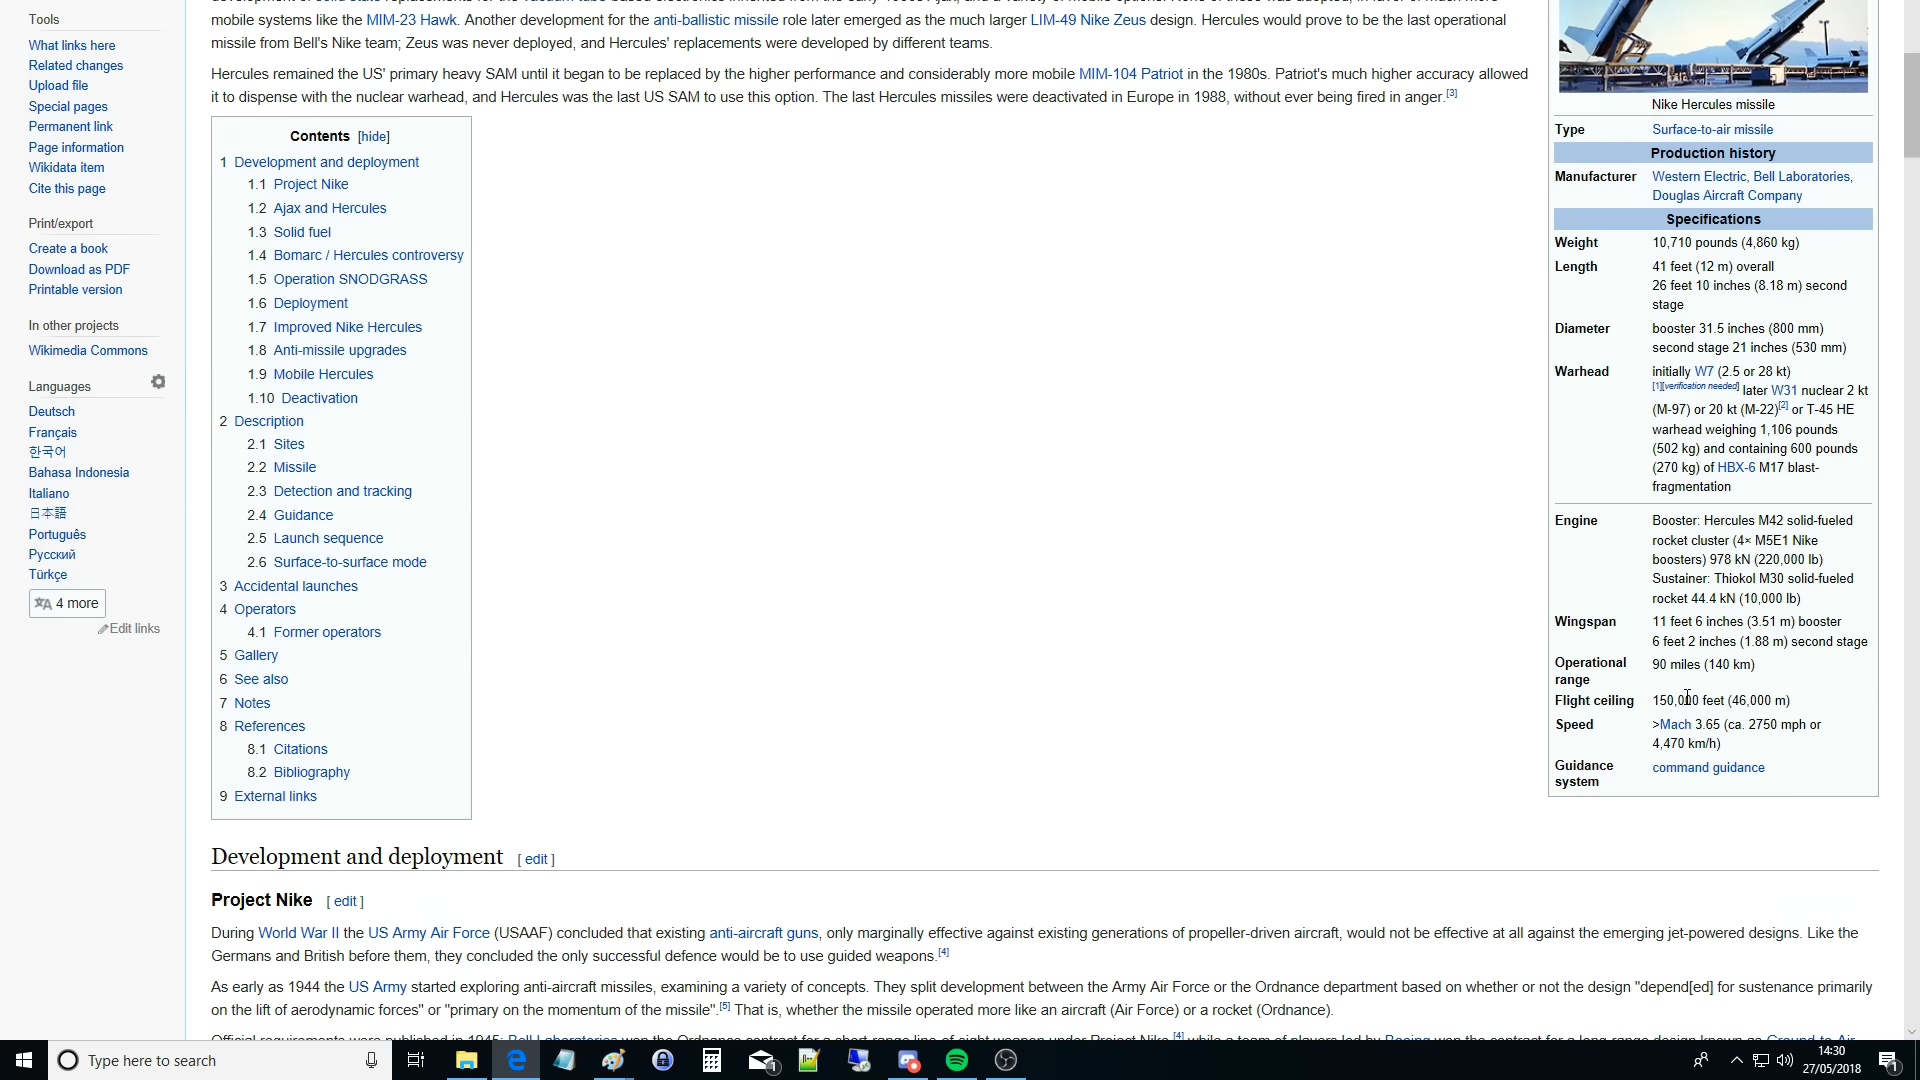 Tools
What links here
Related changes
Upload file
Special pages
Permanent link
Page information
Wikidata item
Cite this page
Print/export
Create a book
Download as PDF
Printable version
In other projects
Wikimedia Commons
Languages
Deutsch
Français
한국어
Bahasa Indonesia
Italiano
日本語
Português
Русский
Türkçe
4 more
Edit links
mobile systems like the MIM-23 Hawk. Another development for the anti-ballistic missile role later emerged as the much larger LIM-49 Nike Zeus design. Hercules would prove to be the last operational
missile from Bell's Nike team; Zeus was never deployed, and Hercules' replacements were developed by different teams.
Hercules remained the US' primary heavy SAM until it began to be replaced by the higher performance and considerably more mobile MIM-104 Patriot in the 1980s. Patriot's much higher accuracy allowed
it to dispense with the nuclear warhead, and Hercules was the last US SAM to use this option. The last Hercules missiles were deactivated in Europe in 1988, without ever being fired in anger.[3]
Contents [hide]
1 Development and deployment
1.1 Project Nike
1.2 Ajax and Hercules
1.3 Solid fuel
1.4 Bomarc / Hercules controversy
1.5 Operation SNODGRASS
1.6 Deployment
1.7 Improved Nike Hercules
1.8 Anti-missile upgrades
1.9 Mobile Hercules
1.10 Deactivation
2 Description
2.1 Sites
2.2 Missile
2.3 Detection and tracking
2.4 Guidance
2.5 Launch sequence
2.6 Surface-to-surface mode
3 Accidental launches
4 Operators
4.1 Former operators
5 Gallery
6 See also
7 Notes
8 References
8.1 Citations
8.2 Bibliography
9 External links
Nike Hercules missile
Type Surface-to-air missile
Production history
Manufacturer Western Electric, Bell Laboratories,
Douglas Aircraft Company
Specifications
Weight 10,710 pounds (4,860 kg)
Length 41 feet (12 m) overall
26 feet 10 inches (8.18 m) second
stage
Diameter booster 31.5 inches (800 mm)
second stage 21 inches (530 mm)
Warhead initially W7 (2.5 or 28 kt)
[1][verification needed] later W31 nuclear 2 kt
(M-97) or 20 kt (M-22)[2] or T-45 HE
warhead weighing 1,106 pounds
(502 kg) and containing 600 pounds
(270 kg) of HBX-6 M17 blast-
fragmentation
Engine Booster: Hercules M42 solid-fueled
rocket cluster (4× M5E1 Nike
boosters) 978 kN (220,000 lb)
Sustainer: Thiokol M30 solid-fueled
rocket 44.4 kN (10,000 lb)
Wingspan 11 feet 6 inches (3.51 m) booster
6 feet 2 inches (1.88 m) second stage
Operational range 90 miles (140 km)
Flight ceiling 150,000 feet (46,000 m)
Speed >Mach 3.65 (ca. 2750 mph or
4,470 km/h)
Guidance system command guidance
Development and deployment [ edit ]
Project Nike [ edit ]
During World War II the US Army Air Force (USAAF) concluded that existing anti-aircraft guns, only marginally effective against existing generations of propeller-driven aircraft, would not be effective at all against the emerging jet-powered designs. Like the
Germans and British before them, they concluded the only successful defence would be to use guided weapons.[4]
As early as 1944 the US Army started exploring anti-aircraft missiles, examining a variety of concepts. They split development between the Army Air Force or the Ordnance department based on whether or not the design "depend[ed] for sustenance primarily
on the lift of aerodynamic forces" or "primary on the momentum of the missile".[5] That is, whether the missile operated more like an aircraft (Air Force) or a rocket (Ordnance).
Type here to search
14:30
27/05/2018